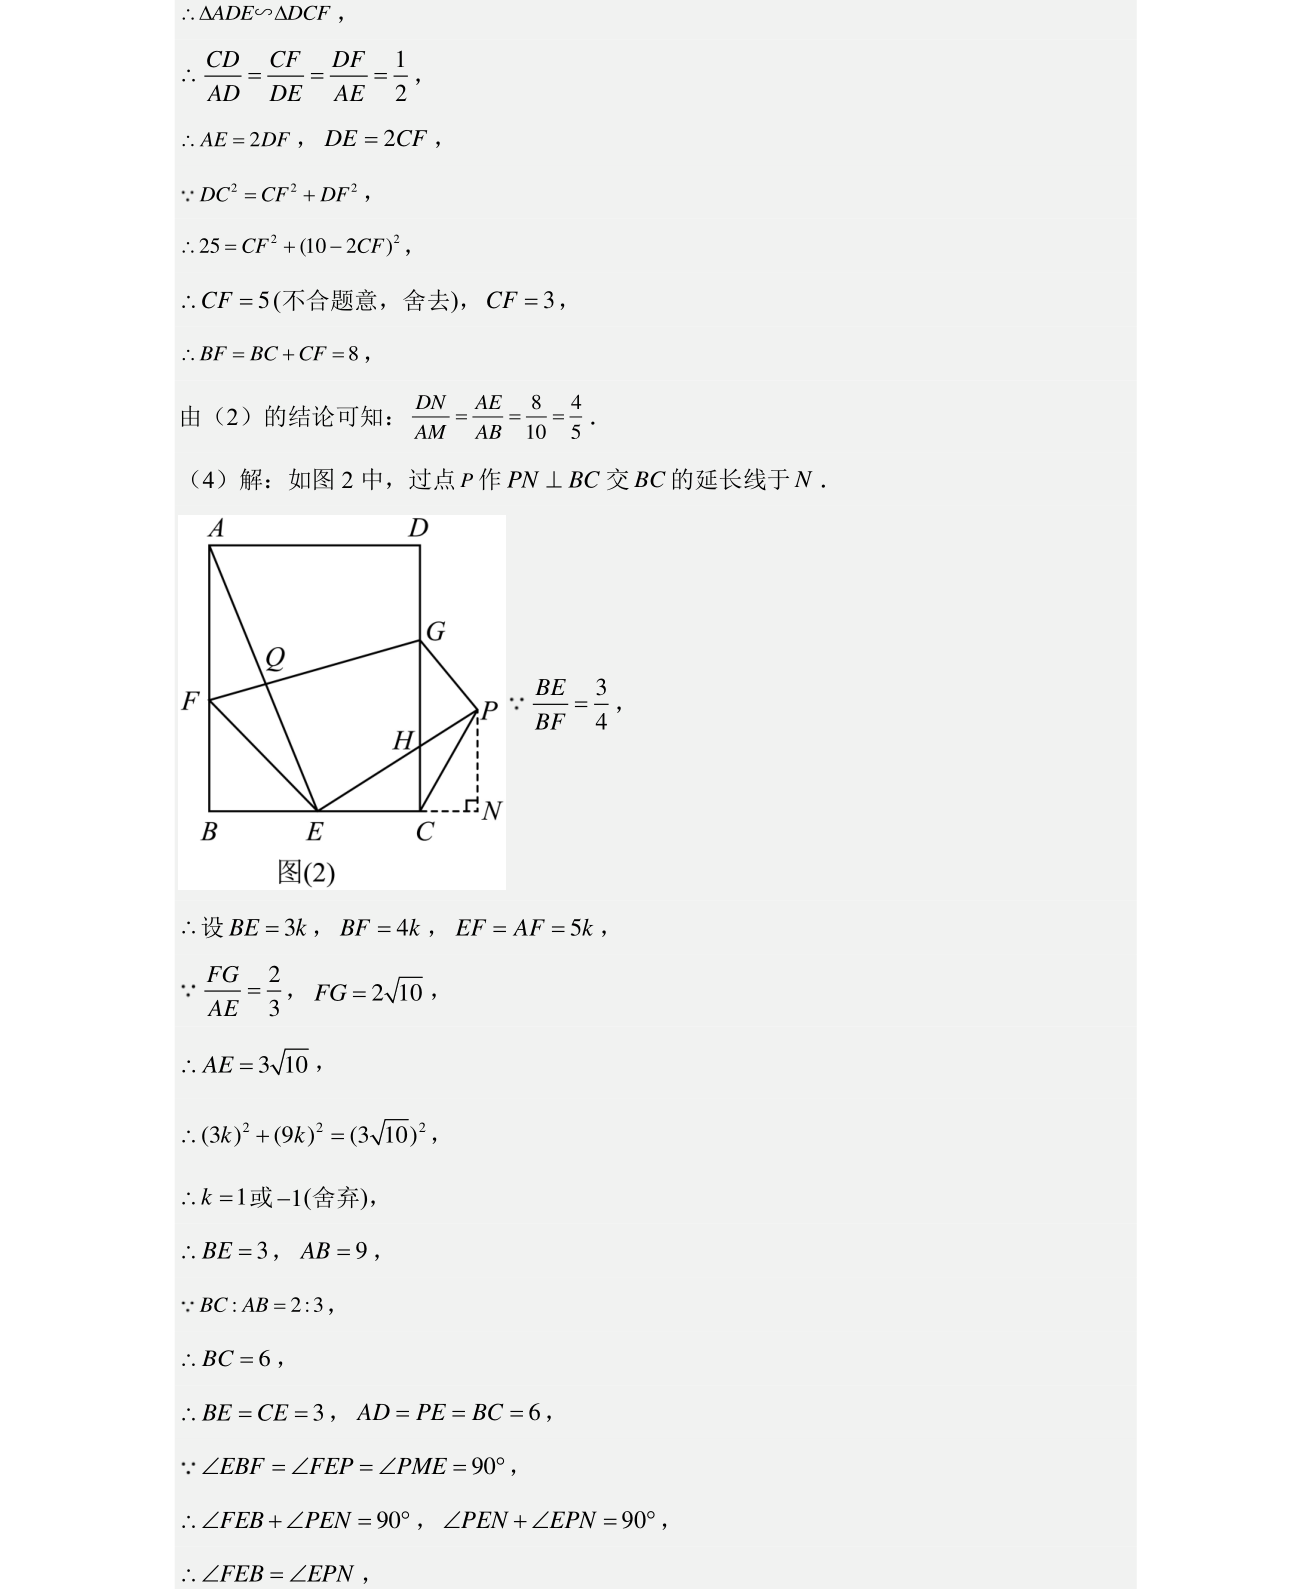 ∴ΔADE∽ΔDCF，
∴CD/AD=CF/DE=DF/AE=1/2，
∴AE=2DF，DE=2CF，
∵DC²=CF²+DF²，
∴25=CF²+(10−2CF)²，
∴CF=5(不合题意，舍去)，CF=3，
∴BF=BC+CF=8，
由（2）的结论可知：DN/AM=AE/AB=8/10=4/5．
（4）解：如图2中，过点P作PN⊥BC交BC的延长线于N．
A D
G
Q
F
P
H
N
B E C
图(2)
∵BE/BF=3/4，
∴设BE=3k，BF=4k，EF=AF=5k，
∵FG/AE=2/3，FG=2√10，
∴AE=3√10，
∴(3k)²+(9k)²=(3√10)²，
∴k=1或−1(舍弃)，
∴BE=3，AB=9，
∵BC:AB=2:3，
∴BC=6，
∴BE=CE=3，AD=PE=BC=6，
∵∠EBF=∠FEP=∠PME=90°，
∴∠FEB+∠PEN=90°，∠PEN+∠EPN=90°，
∴∠FEB=∠EPN，